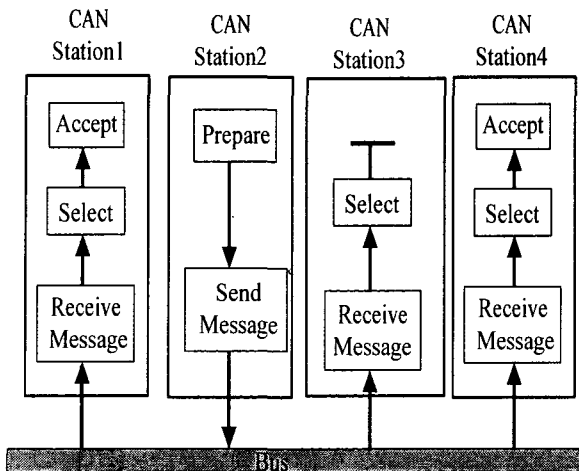 CAN
Station1
CAN
Station2
CAN
Station3
CAN
Station4
Accept
Select
Receive
Message
Prepare
Send
Message
Select
Receive
Message
Accept
Select
Receive
Message
Bus